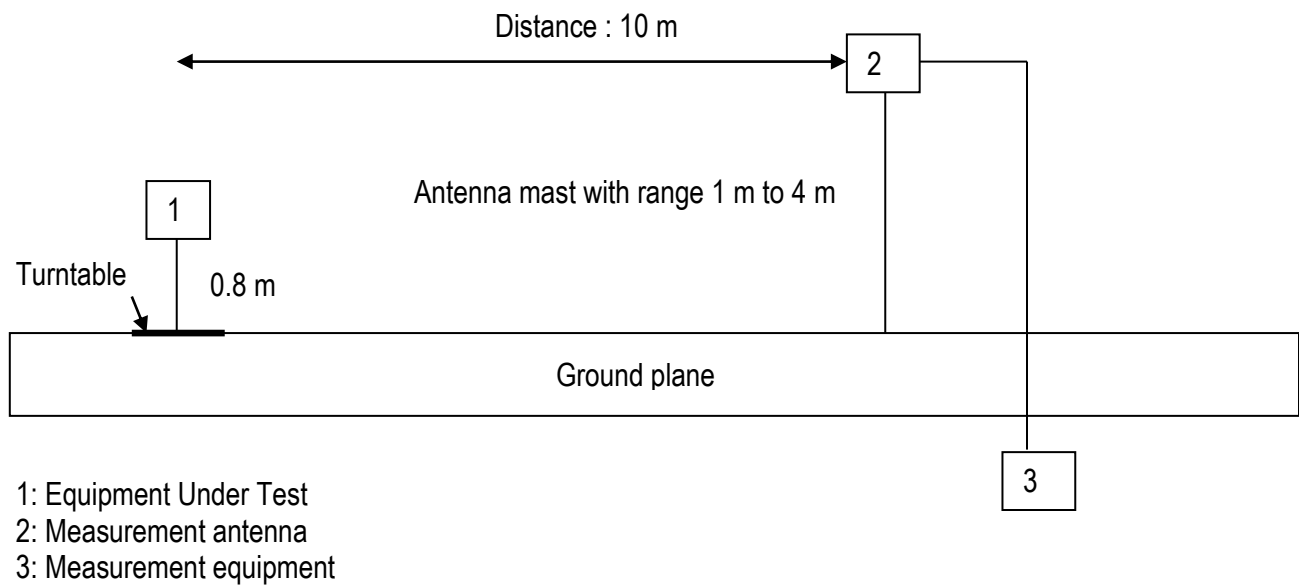 Distance : 10 m
2
Antenna mast with range 1 m to 4 m
1
Turntable
0.8 m
Ground plane
3
1: Equipment Under Test
2: Measurement antenna
3: Measurement equipment